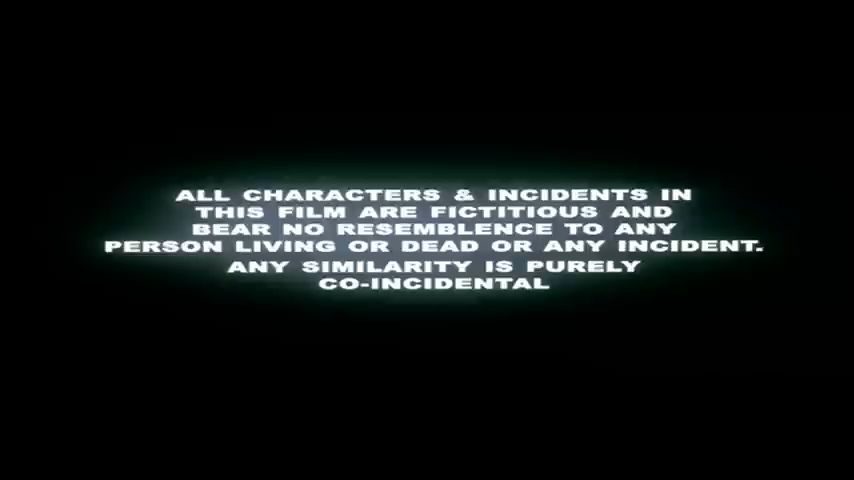 ALL CHARACTERS & INCIDENTS IN
THIS FILM ARE FICTITIOUS AND
BEAR NO RESEMBLENCE TO ANY
PERSON LIVING OR DEAD OR ANY INCIDENT.
ANY SIMILARITY IS PURELY
CO-INCIDENTAL